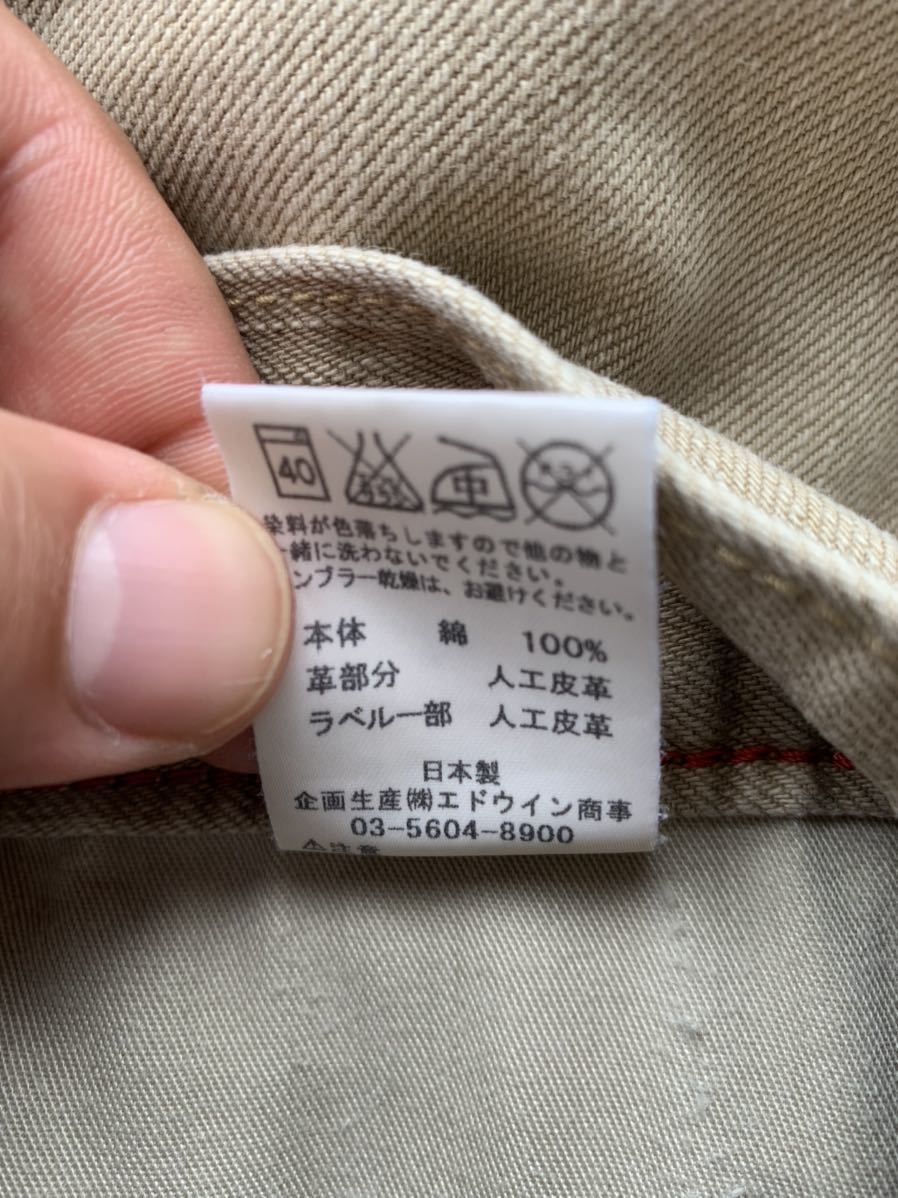 40
中
染料が色落ちしますので他の物と
一緒に洗わないでください。
ンブラー乾燥は、お避けください。
本体 綿 100%
革部分 人工皮革
ラベル一部 人工皮革
日本製
企画生産㈱エドウイン商事
03-5604-8900
⚠注意